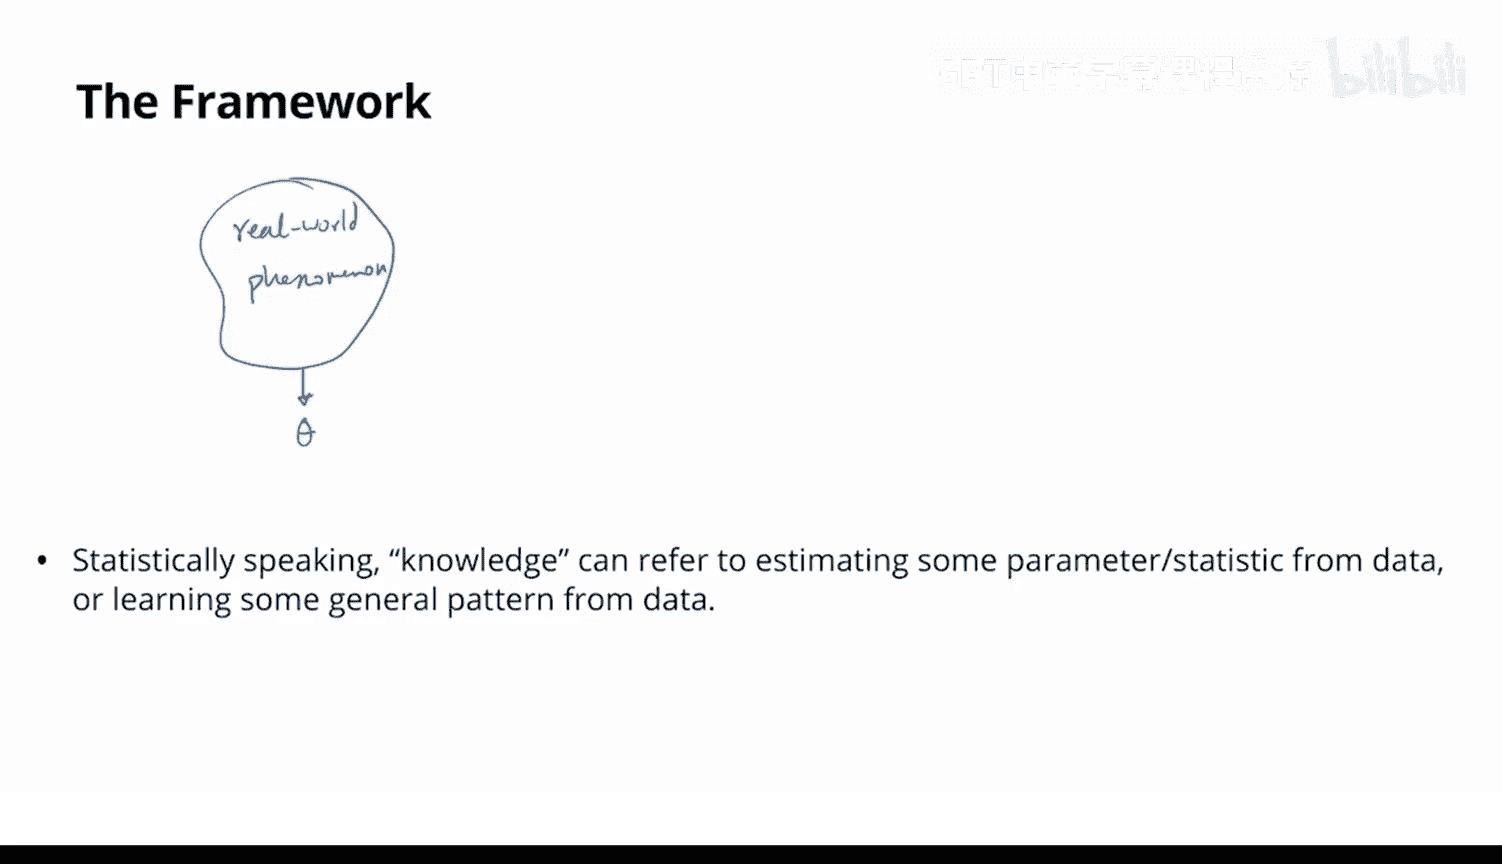 bilibili
The Framework
real-world
phenomenon
θ
• Statistically speaking, “knowledge” can refer to estimating some parameter/statistic from data,
or learning some general pattern from data.